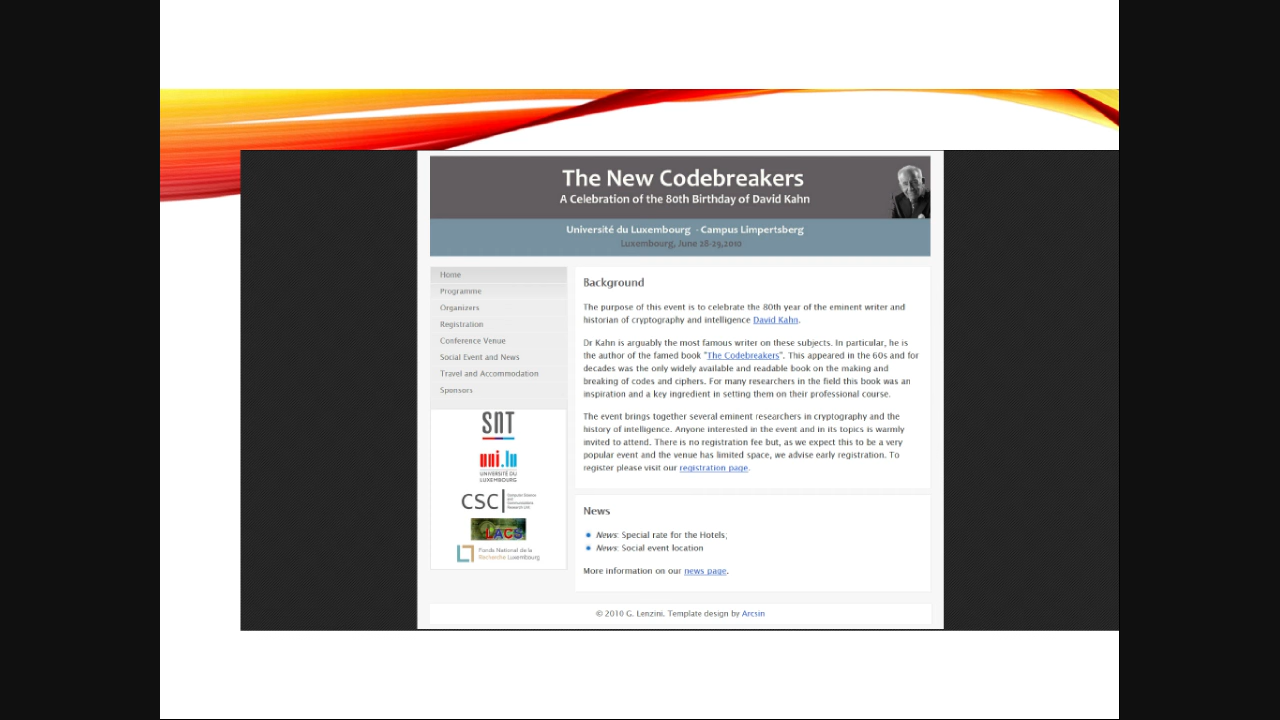 The New Codebreakers
A Celebration of the 80th Birthday of David Kahn
Université du Luxembourg - Campus Limpertsberg
Luxembourg, June 28-29,2010
Home
Programme
Organizers
Registration
Conference Venue
Social Event and News
Travel and Accommodation
Sponsors
SNT
uni.lu
UNIVERSITÉ DU
LUXEMBOURG
CSC
Computer Science
and
Communications
Research Unit
LACS
Fonds National de la
Recherche Luxembourg
Background
The purpose of this event is to celebrate the 80th year of the eminent writer and
historian of cryptography and intelligence David Kahn.
Dr Kahn is arguably the most famous writer on these subjects. In particular, he is
the author of the famed book "The Codebreakers". This appeared in the 60s and for
decades was the only widely available and readable book on the making and
breaking of codes and ciphers. For many researchers in the field this book was an
inspiration and a key ingredient in setting them on their professional course.
The event brings together several eminent researchers in cryptography and the
history of intelligence. Anyone interested in the event and in its topics is warmly
invited to attend. There is no registration fee but, as we expect this to be a very
popular event and the venue has limited space, we advise early registration. To
register please visit our registration page.
News
News: Special rate for the Hotels;
News: Social event location
More information on our news page.
© 2010 G. Lenzini. Template design by Arcsin